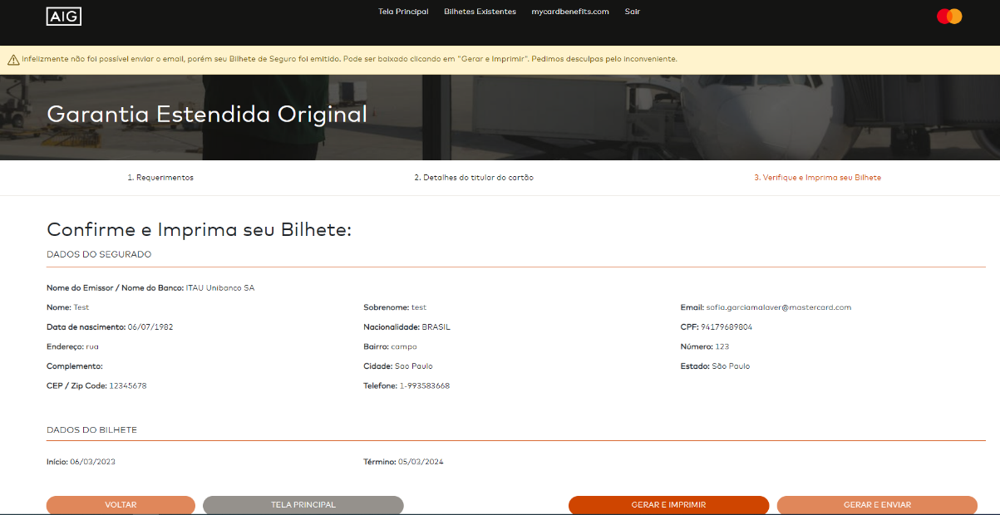 AIG
Tela Principal Bilhetes Existentes mycardbenefits.com Sair
Infelizmente não foi possível enviar o email, porém seu Bilhete de Seguro foi emitido. Pode ser baixado clicando em "Gerar e Imprimir". Pedimos desculpas pelo inconveniente.
Garantia Estendida Original
1. Requerimentos 2. Detalhes do titular do cartão 3. Verifique e Imprima seu Bilhete
Confirme e Imprima seu Bilhete:
DADOS DO SEGURADO
Nome do Emissor / Nome do Banco: ITAU Unibanco SA
Nome: Test Sobrenome: test Email: sofia.garciamalaver@mastercard.com
Data de nascimento: 06/07/1982 Nacionalidade: BRASIL CPF: 94179689804
Endereço: rua Bairro: campo Número: 123
Complemento: Cidade: Sao Paulo Estado: São Paulo
CEP / Zip Code: 12345678 Telefone: 1-993583668
DADOS DO BILHETE
Início: 06/03/2023 Término: 05/03/2024
VOLTAR TELA PRINCIPAL GERAR E IMPRIMIR GERAR E ENVIAR